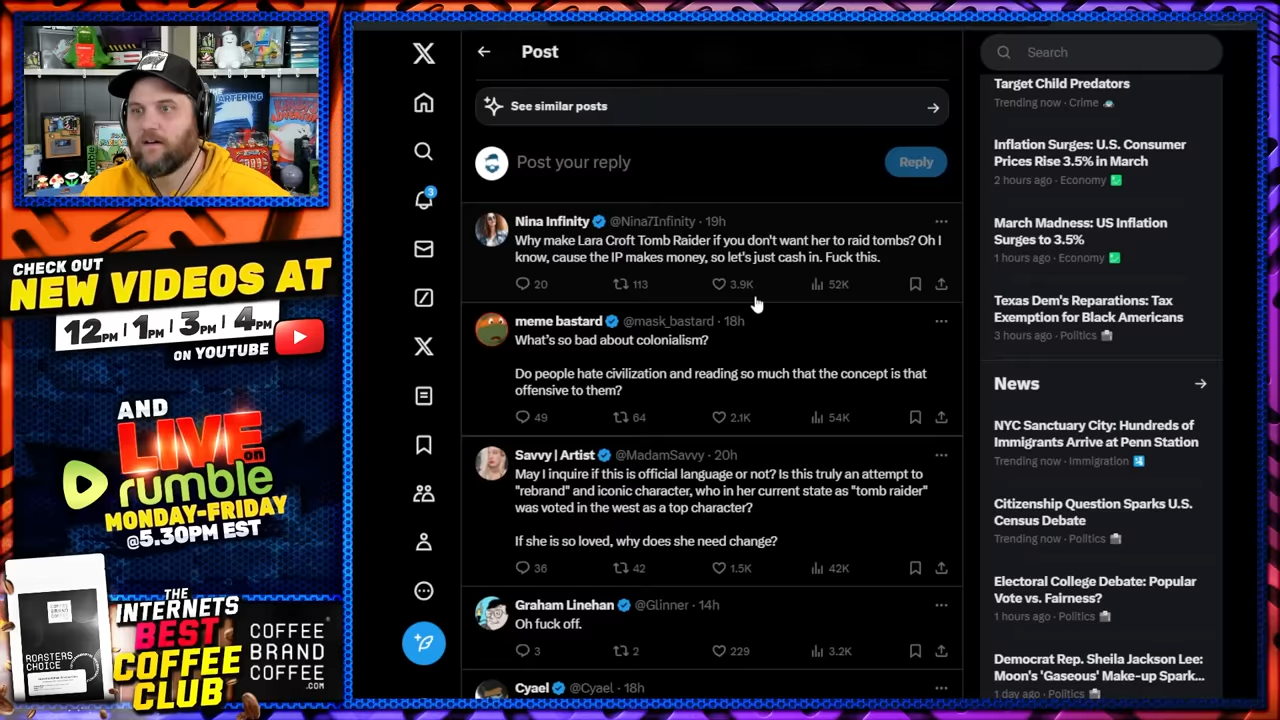 THE
QUARTERING
rumble
CHECK OUT
NEW VIDEOS AT
12PM | 1PM | 3PM | 4PM
ON YOUTUBE
AND
LIVE
on
rumble
MONDAY-FRIDAY
@5.30PM EST
COFFEE
BRAND
COFFEE
ROASTERS
CHOICE
THE
INTERNETS
BEST
COFFEE
CLUB
COFFEE
BRAND
COFFEE
.COM
X
3
Post
See similar posts
Post your reply
Reply
Nina Infinity @Nina7Infinity · 19h
Why make Lara Croft Tomb Raider if you don't want her to raid tombs? Oh I
know, cause the IP makes money, so let's just cash in. Fuck this.
20 113 3.9K 52K
meme bastard @mask_bastard · 18h
What's so bad about colonialism?
Do people hate civilization and reading so much that the concept is that
offensive to them?
49 64 2.1K 54K
Savvy | Artist @MadamSavvy · 20h
May I inquire if this is official language or not? Is this truly an attempt to
"rebrand" and iconic character, who in her current state as "tomb raider"
was voted in the west as a top character?
If she is so loved, why does she need change?
36 42 1.5K 42K
Graham Linehan @Glinner · 14h
Oh fuck off.
3 2 229 3.2K
Cyael @Cyael · 18h
Search
Target Child Predators
Trending now · Crime
Inflation Surges: U.S. Consumer
Prices Rise 3.5% in March
2 hours ago · Economy
March Madness: US Inflation
Surges to 3.5%
1 hours ago · Economy
Texas Dem's Reparations: Tax
Exemption for Black Americans
3 hours ago · Politics
News
NYC Sanctuary City: Hundreds of
Immigrants Arrive at Penn Station
Trending now · Immigration
Citizenship Question Sparks U.S.
Census Debate
Trending now · Politics
Electoral College Debate: Popular
Vote vs. Fairness?
1 hours ago · Politics
Democrat Rep. Sheila Jackson Lee:
Moon's 'Gaseous' Make-up Spark...
1 day ago · Politics